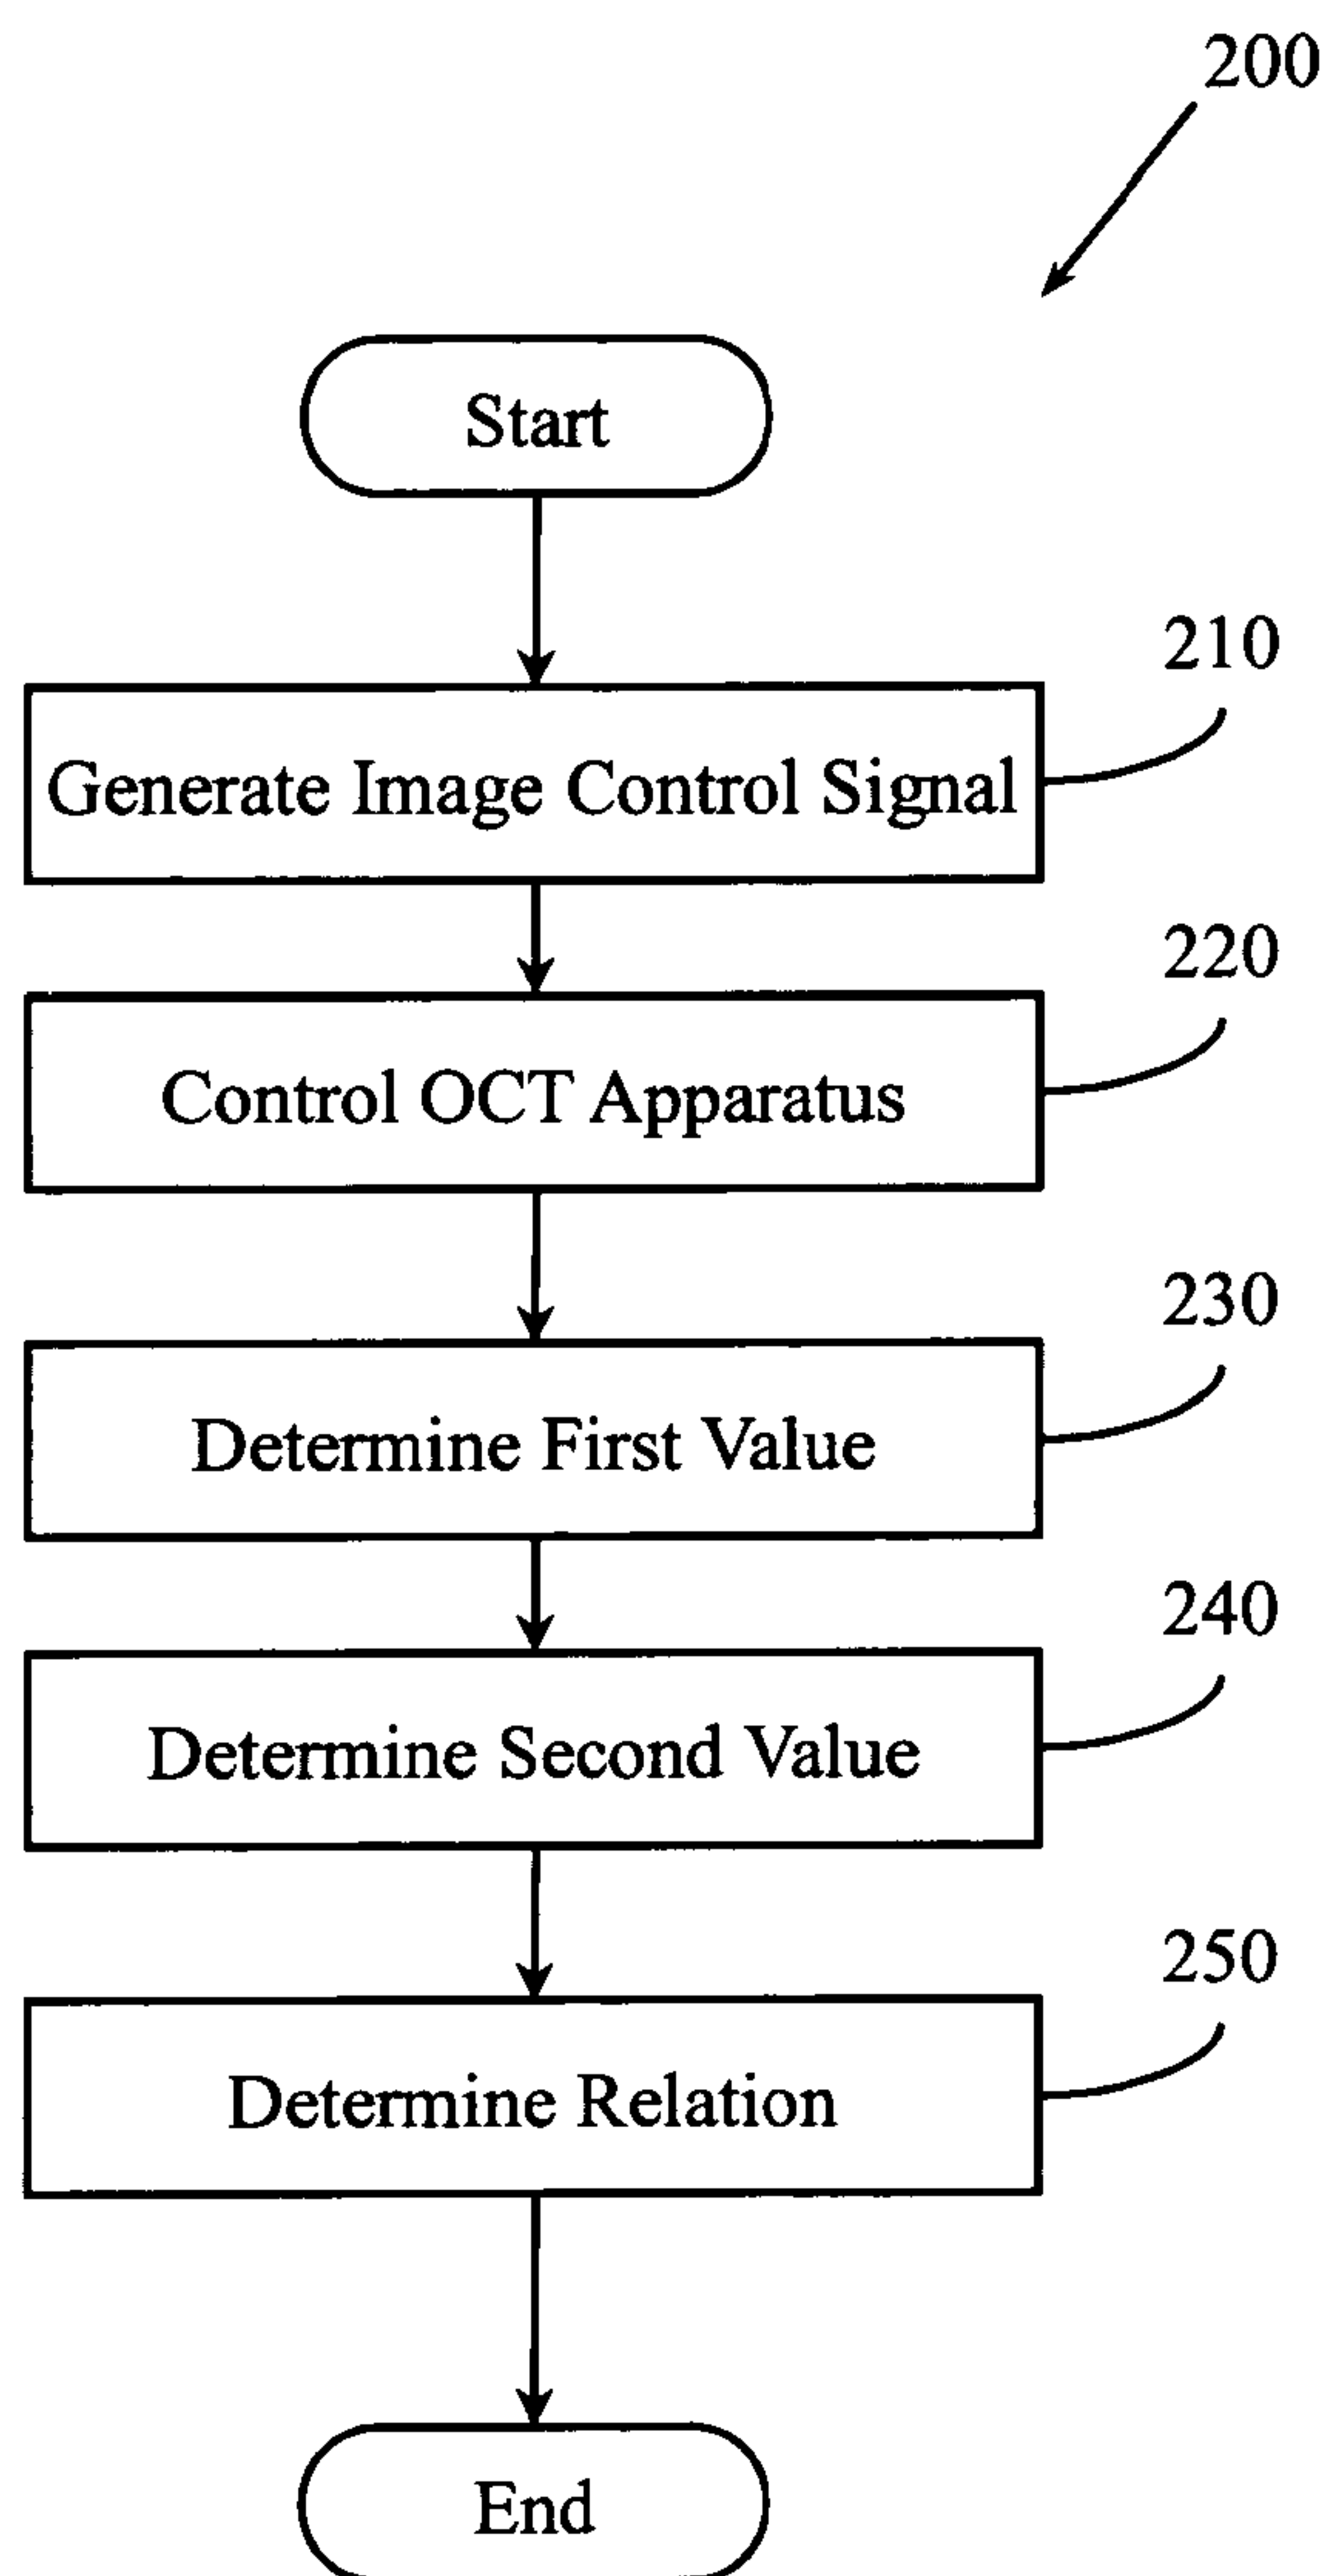 200
Start
210
Generate Image Control Signal
220
Control OCT Apparatus
230
Determine First Value
240
Determine Second Value
250
Determine Relation
End